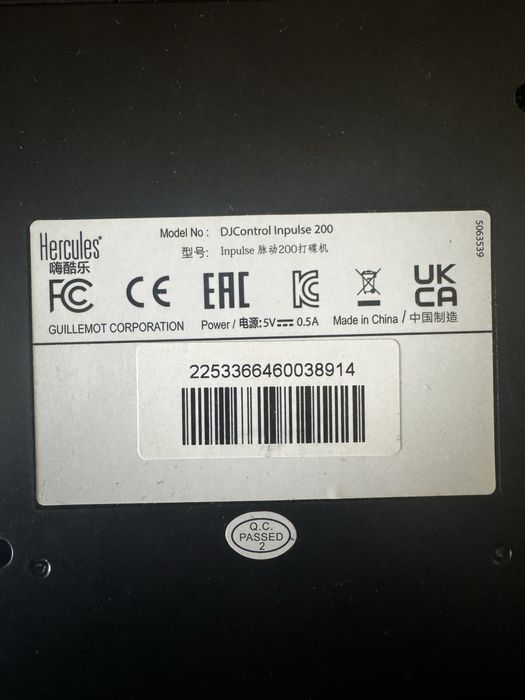 Hercules®
嗨酷乐
Model No : DJControl Inpulse 200
型号: Inpulse 脉动200打碟机
5063539
FC CE EAC KC UK CA
GUILLEMOT CORPORATION Power / 电源:5V⎓ 0.5A Made in China / 中国制造
2253366460038914
Q.C.
PASSED
2